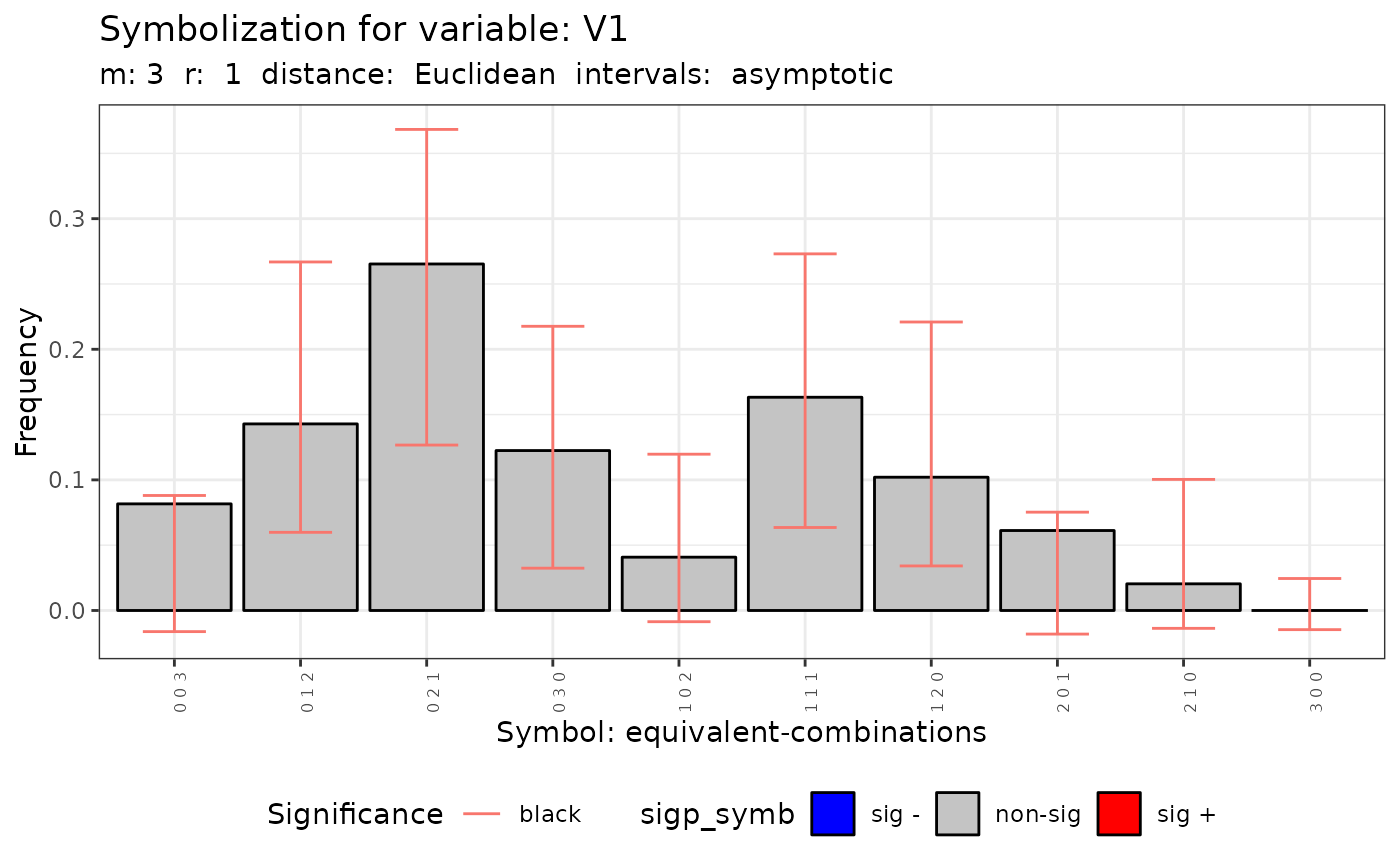 Symbolization for variable: V1
m: 3 r: 1 distance: Euclidean intervals: asymptotic
Frequency
0.3
0.2
0.1
0.0
0 0 3
0 1 2
0 2 1
0 3 0
1 0 2
1 1 1
1 2 0
2 0 1
2 1 0
3 0 0
Symbol: equivalent-combinations
Significance black sigp_symb sig - non-sig sig +